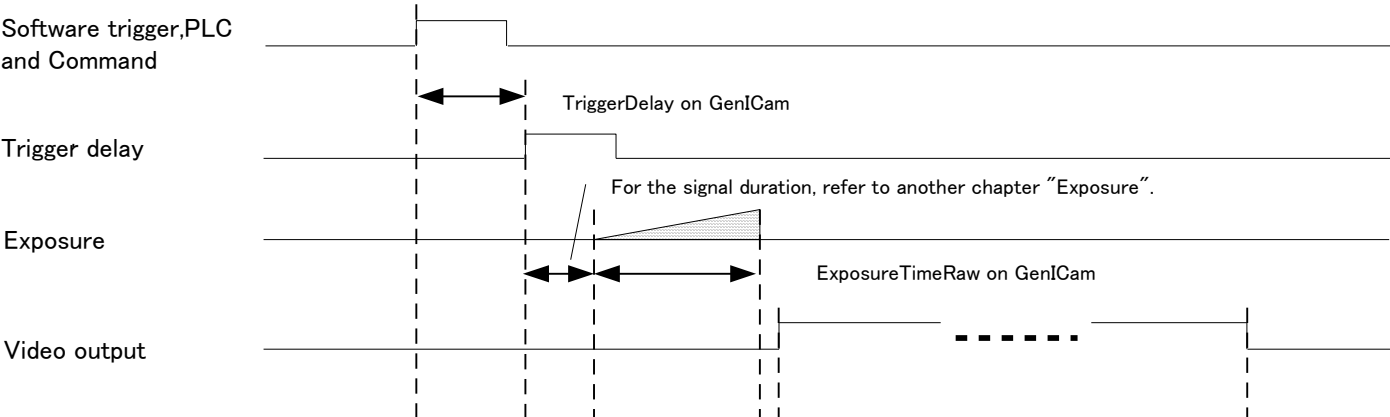 Software trigger,PLC
and Command
TriggerDelay on GenICam
Trigger delay
For the signal duration, refer to another chapter "Exposure".
Exposure
ExposureTimeRaw on GenICam
Video output